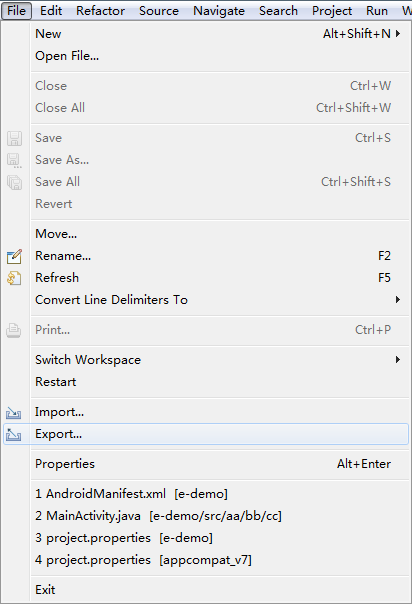 File Edit Refactor Source Navigate Search Project Run
New Alt+Shift+N
Open File...
Close Ctrl+W
Close All Ctrl+Shift+W
Save Ctrl+S
Save As...
Save All Ctrl+Shift+S
Revert
Move...
Rename... F2
Refresh F5
Convert Line Delimiters To
Print... Ctrl+P
Switch Workspace
Restart
Import...
Export...
Properties Alt+Enter
1 AndroidManifest.xml [e-demo]
2 MainActivity.java [e-demo/src/aa/bb/cc]
3 project.properties [e-demo]
4 project.properties [appcompat_v7]
Exit